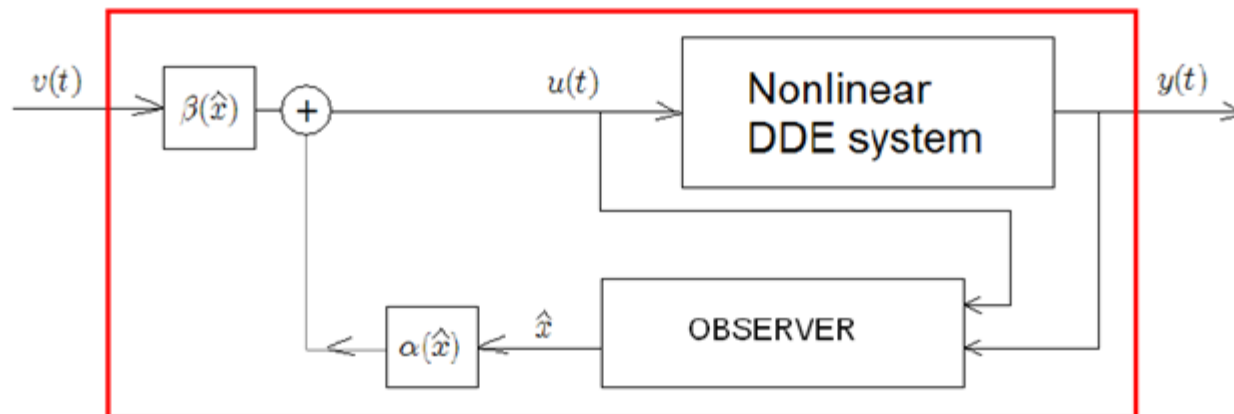 v(t)
β(x̂)
+
u(t)
Nonlinear
DDE system
y(t)
α(x̂)
x̂
OBSERVER